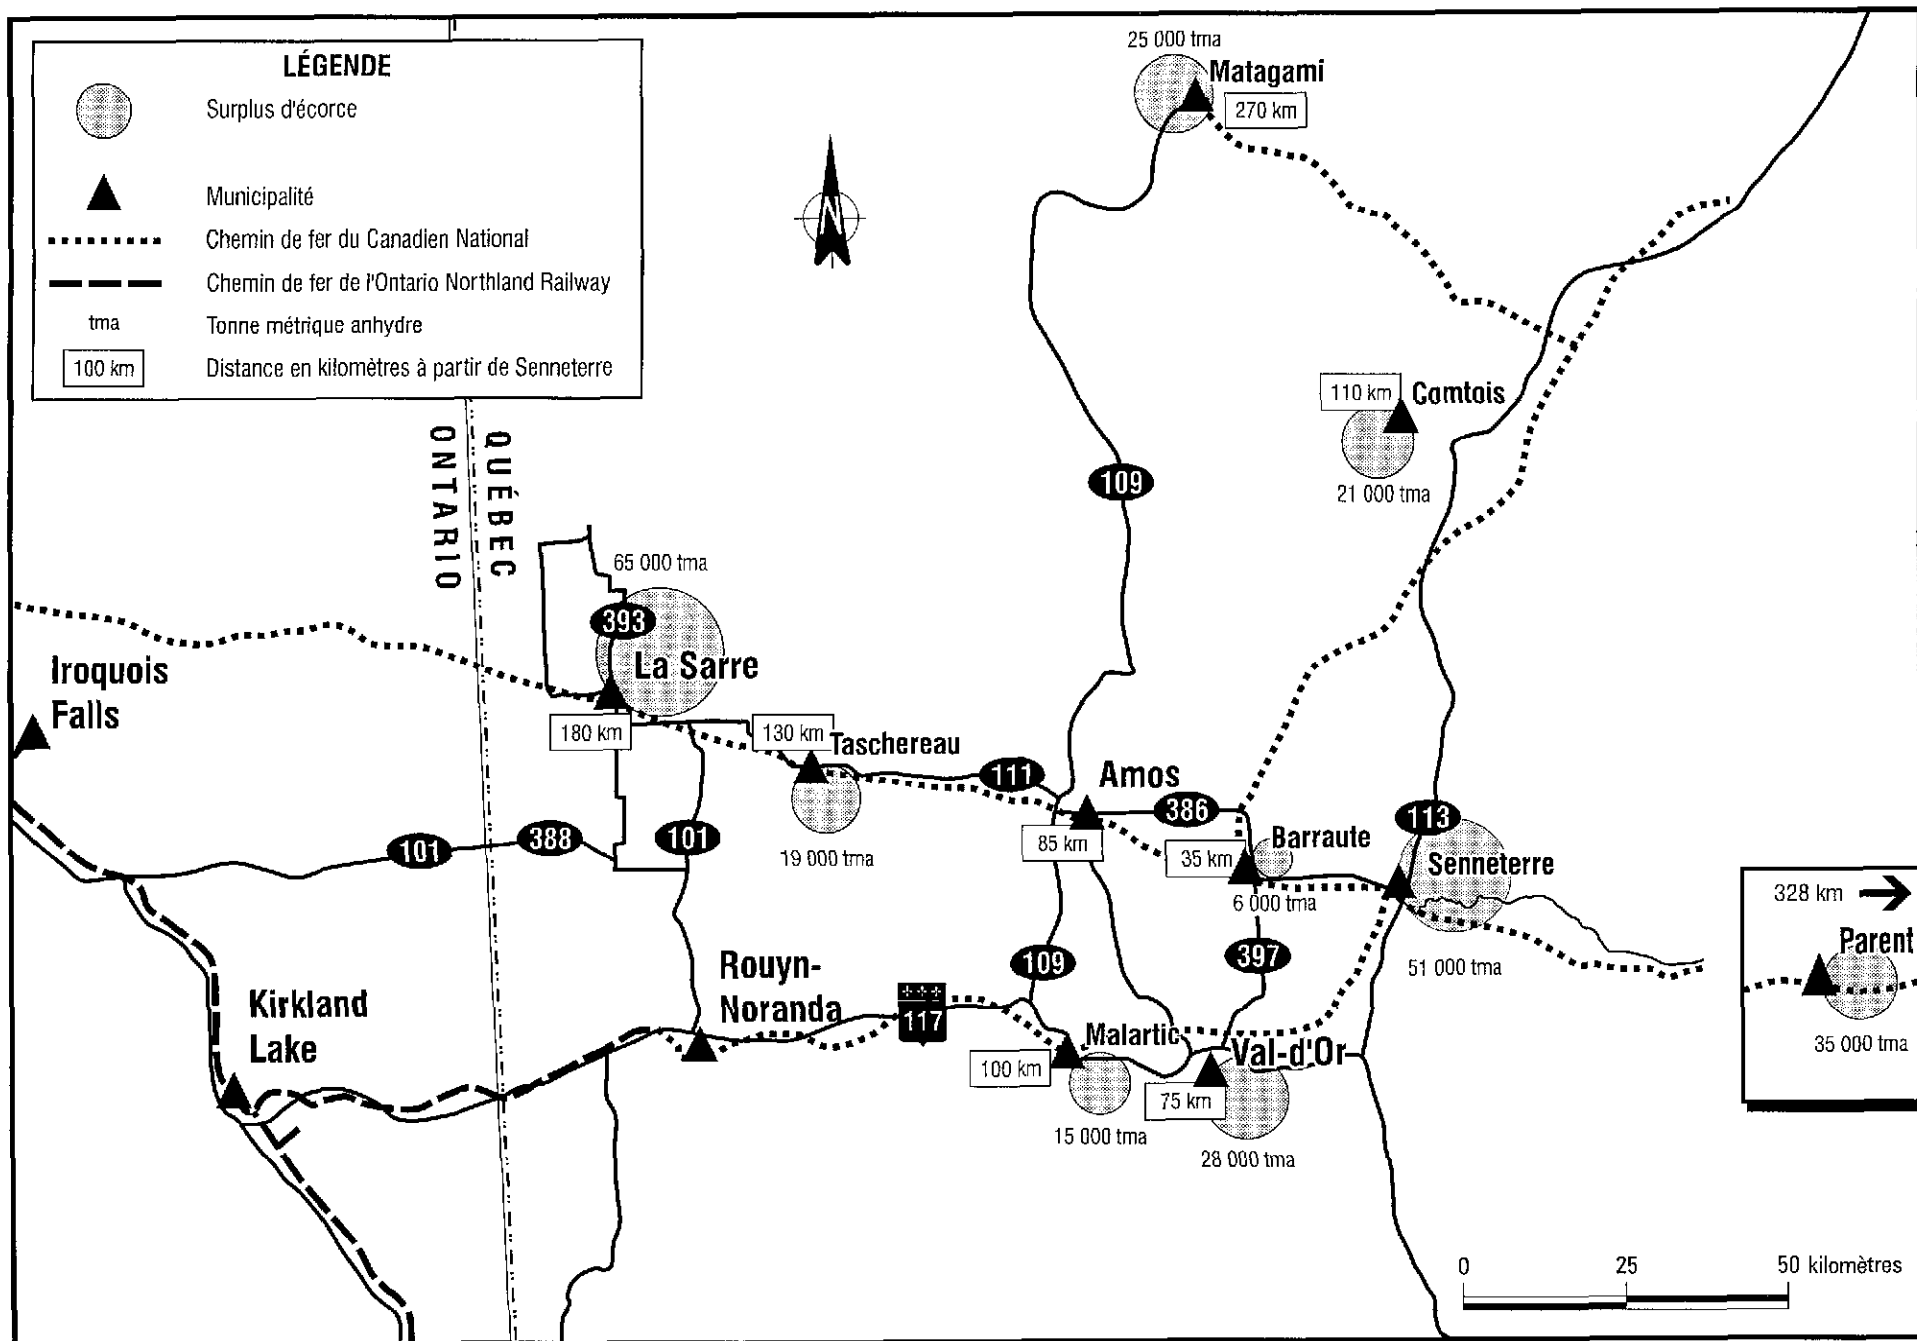 LÉGENDE
Surplus d'écorce
Municipalité
Chemin de fer du Canadien National
Chemin de fer de l'Ontario Northland Railway
tma
Tonne métrique anhydre
100 km
Distance en kilomètres à partir de Senneterre
25 000 tma
Matagami
270 km
N
110 km
Comtois
21 000 tma
ONTARIO
QUÉBEC
109
65 000 tma
393
La Sarre
Iroquois
Falls
180 km
130 km
Taschereau
111
Amos
386
113
101
388
101
19 000 tma
85 km
35 km
Barraute
Senneterre
6 000 tma
51 000 tma
328 km
Parent
35 000 tma
Rouyn-
Noranda
109
397
117
Kirkland
Lake
Malartic
100 km
Val-d'Or
75 km
15 000 tma
28 000 tma
0
25
50 kilomètres